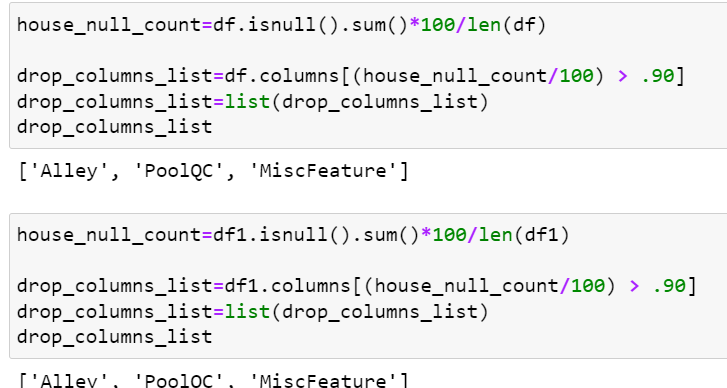 house_null_count=df.isnull().sum()*100/len(df)
drop_columns_list=df.columns[(house_null_count/100) > .90]
drop_columns_list=list(drop_columns_list)
drop_columns_list
['Alley', 'PoolQC', 'MiscFeature']
house_null_count=df1.isnull().sum()*100/len(df1)
drop_columns_list=df1.columns[(house_null_count/100) > .90]
drop_columns_list=list(drop_columns_list)
drop_columns_list
['Alley', 'PoolQC', 'MiscFeature']